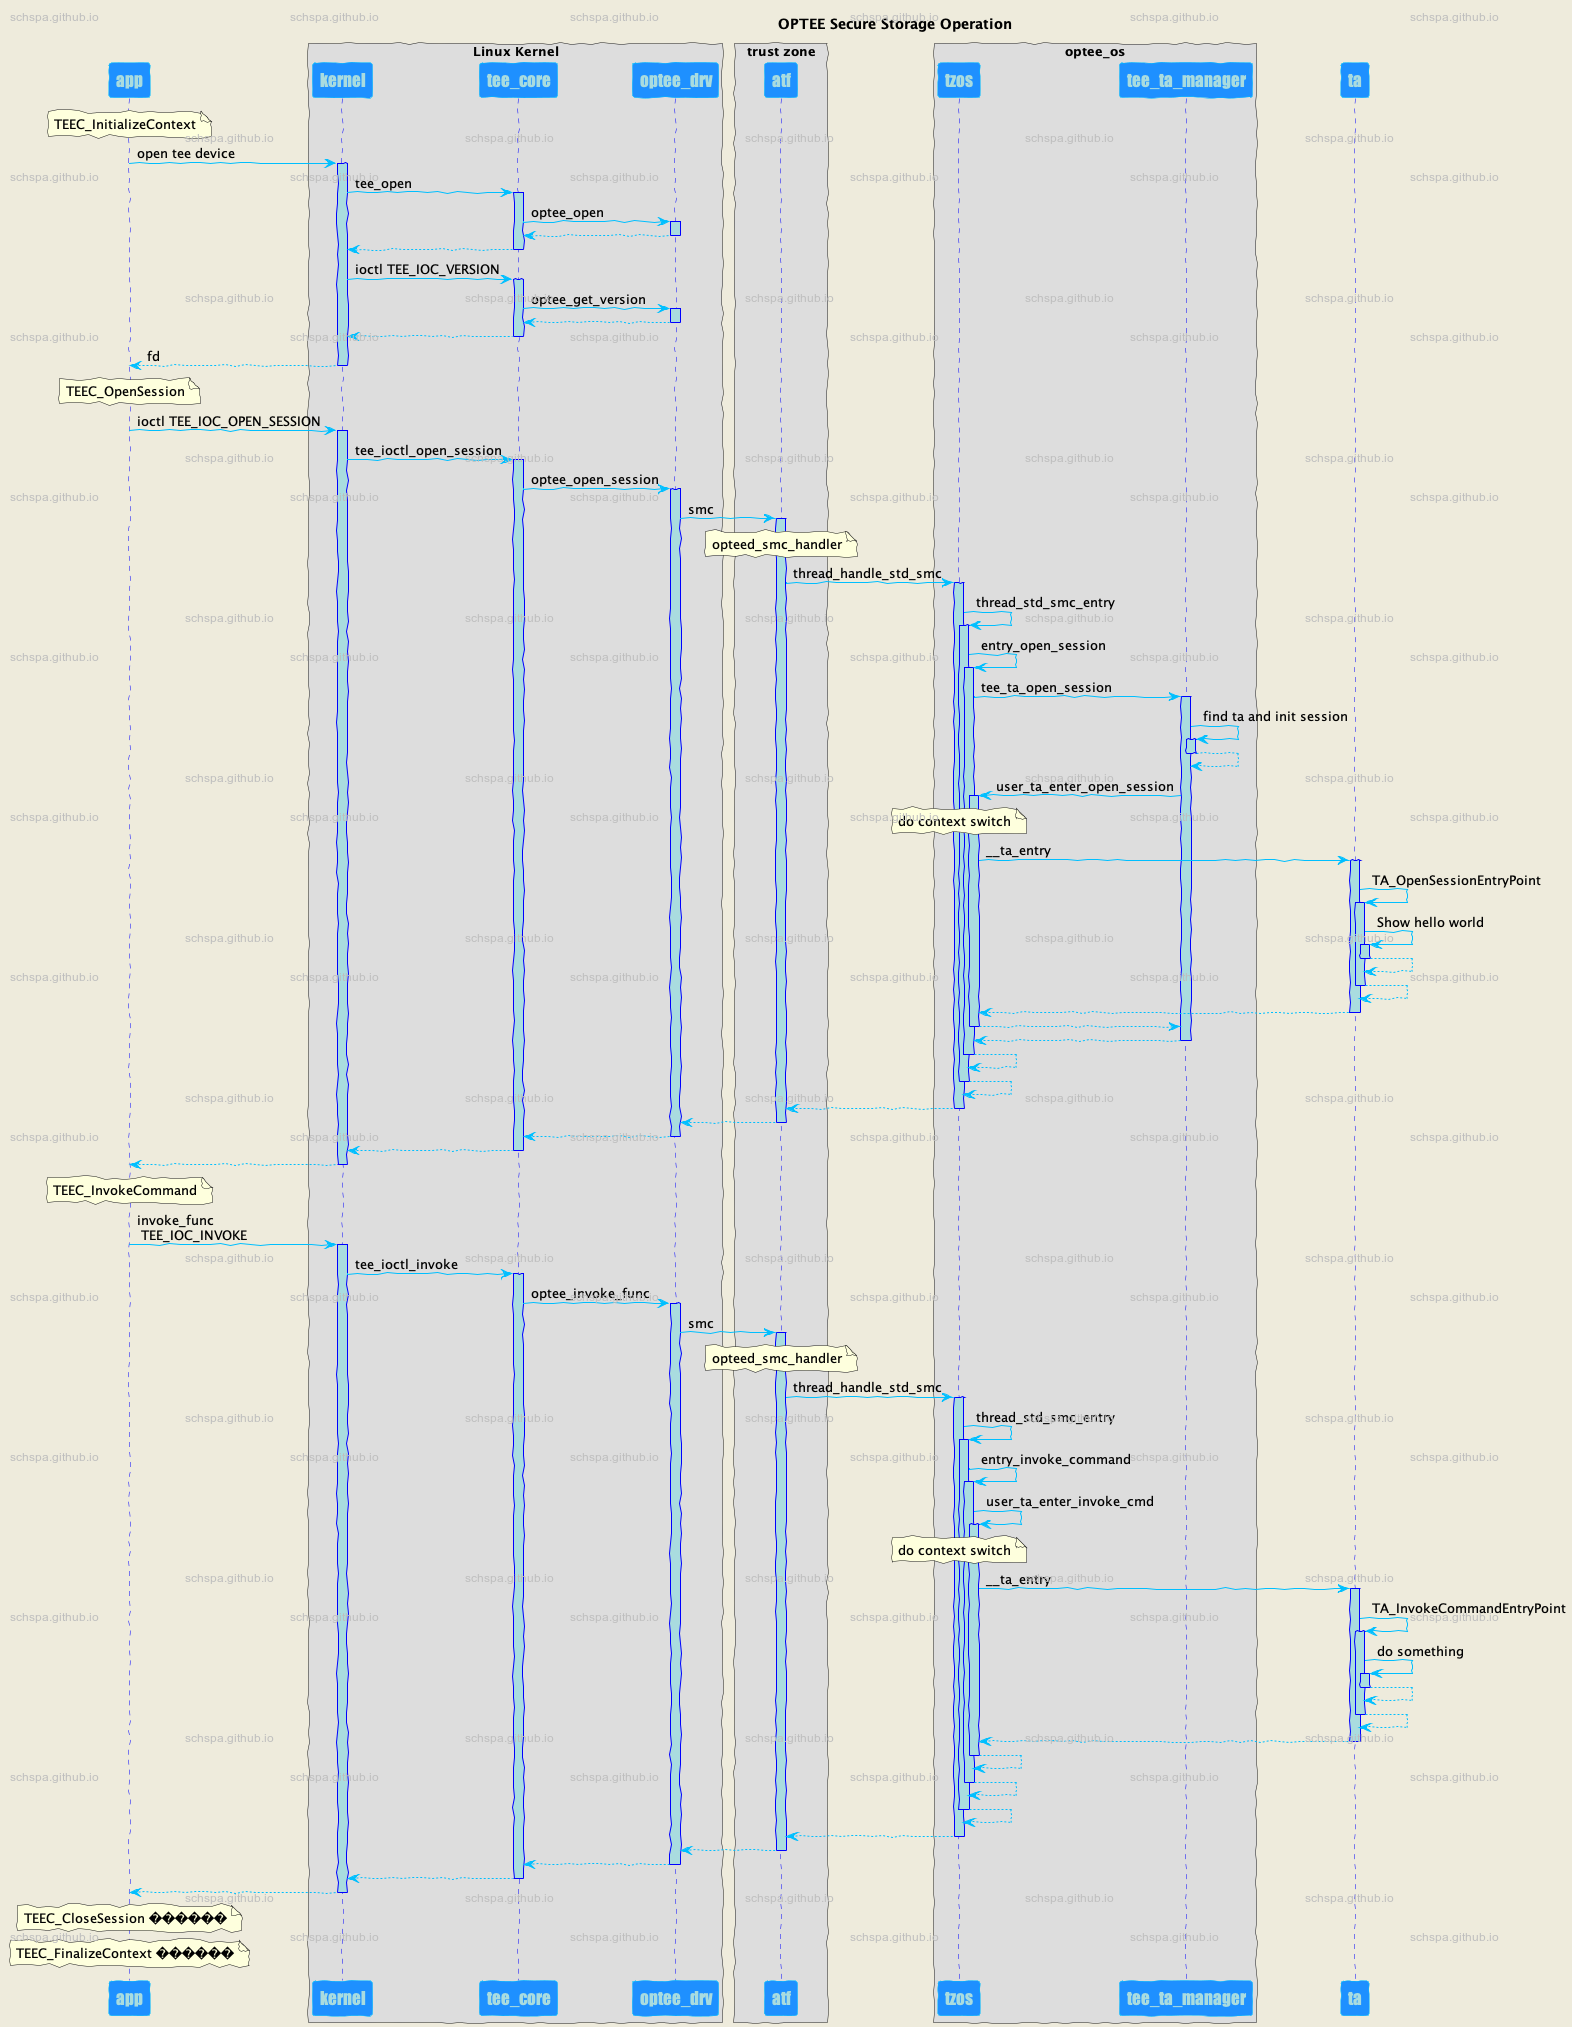 OPTEE Secure Storage Operation
Linux Kernel
trust zone
optee_os
app
kernel
tee_core
optee_drv
atf
tzos
tee_ta_manager
ta
TEEC_InitializeContext
open tee device
tee_open
optee_open
ioctl TEE_IOC_VERSION
optee_get_version
fd
TEEC_OpenSession
ioctl TEE_IOC_OPEN_SESSION
tee_ioctl_open_session
optee_open_session
smc
opteed_smc_handler
thread_handle_std_smc
thread_std_smc_entry
entry_open_session
tee_ta_open_session
find ta and init session
user_ta_enter_open_session
do context switch
__ta_entry
TA_OpenSessionEntryPoint
Show hello world
TEEC_InvokeCommand
invoke_func
TEE_IOC_INVOKE
tee_ioctl_invoke
optee_invoke_func
smc
opteed_smc_handler
thread_handle_std_smc
thread_std_smc_entry
entry_invoke_command
user_ta_enter_invoke_cmd
do context switch
__ta_entry
TA_InvokeCommandEntryPoint
do something
TEEC_CloseSession ������
TEEC_FinalizeContext ������
app
kernel
tee_core
optee_drv
atf
tzos
tee_ta_manager
ta
schspa.github.io